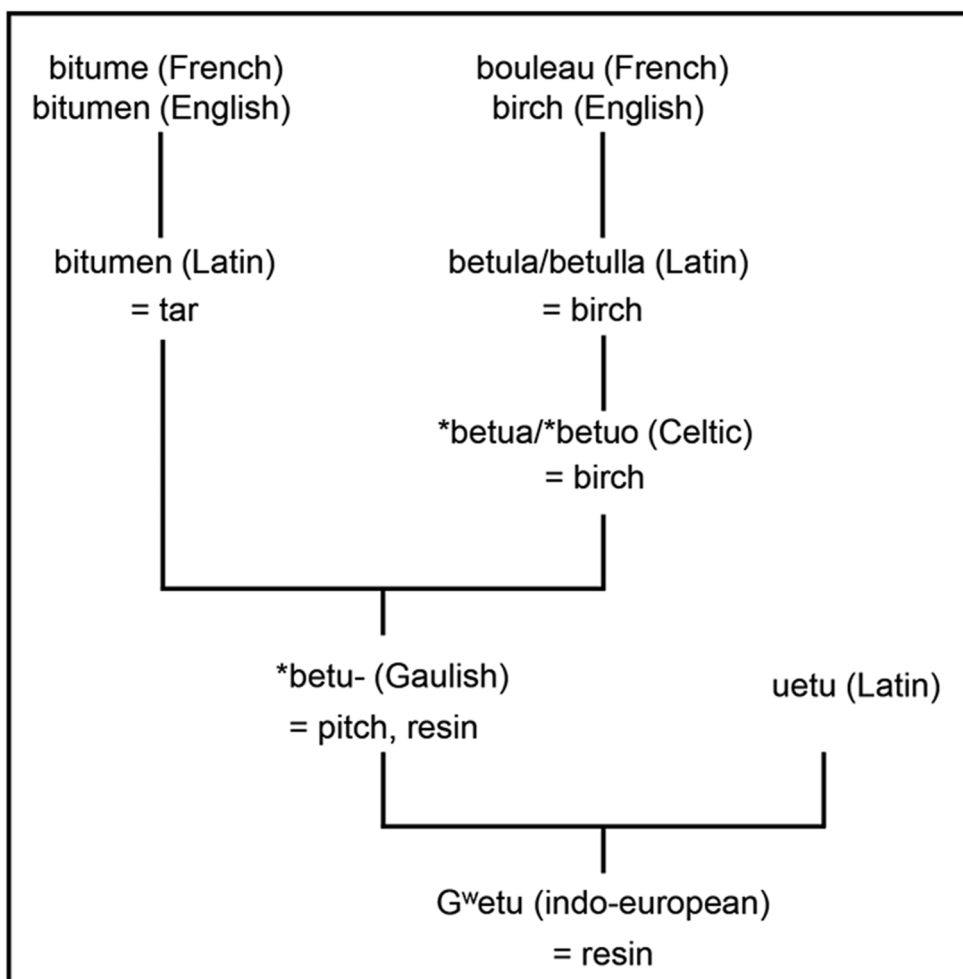 bitume (French)
bitumen (English)
bouleau (French)
birch (English)
bitumen (Latin)
= tar
betula/betulla (Latin)
= birch
*betua/*betuo (Celtic)
= birch
*betu- (Gaulish)
= pitch, resin
uetu (Latin)
Gʷetu (indo-european)
= resin